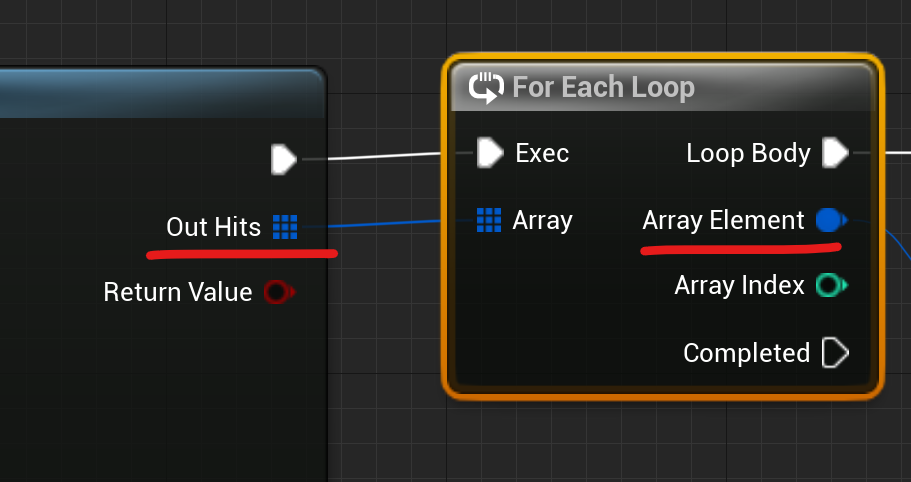 For Each Loop
Exec
Loop Body
Out Hits
Array
Array Element
Return Value
Array Index
Completed